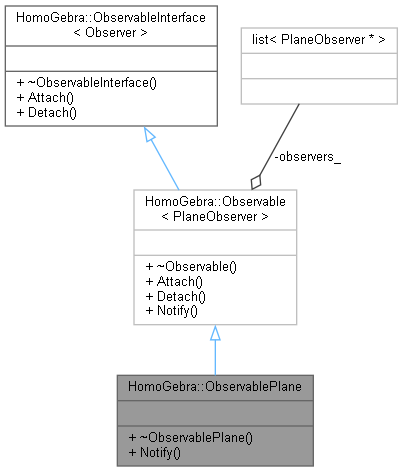 HomoGebra::ObservableInterface
< Observer >
+ ~ObservableInterface()
+ Attach()
+ Detach()
list< PlaneObserver * >
-observers_
HomoGebra::Observable
< PlaneObserver >
+ ~Observable()
+ Attach()
+ Detach()
+ Notify()
HomoGebra::ObservablePlane
+ ~ObservablePlane()
+ Notify()